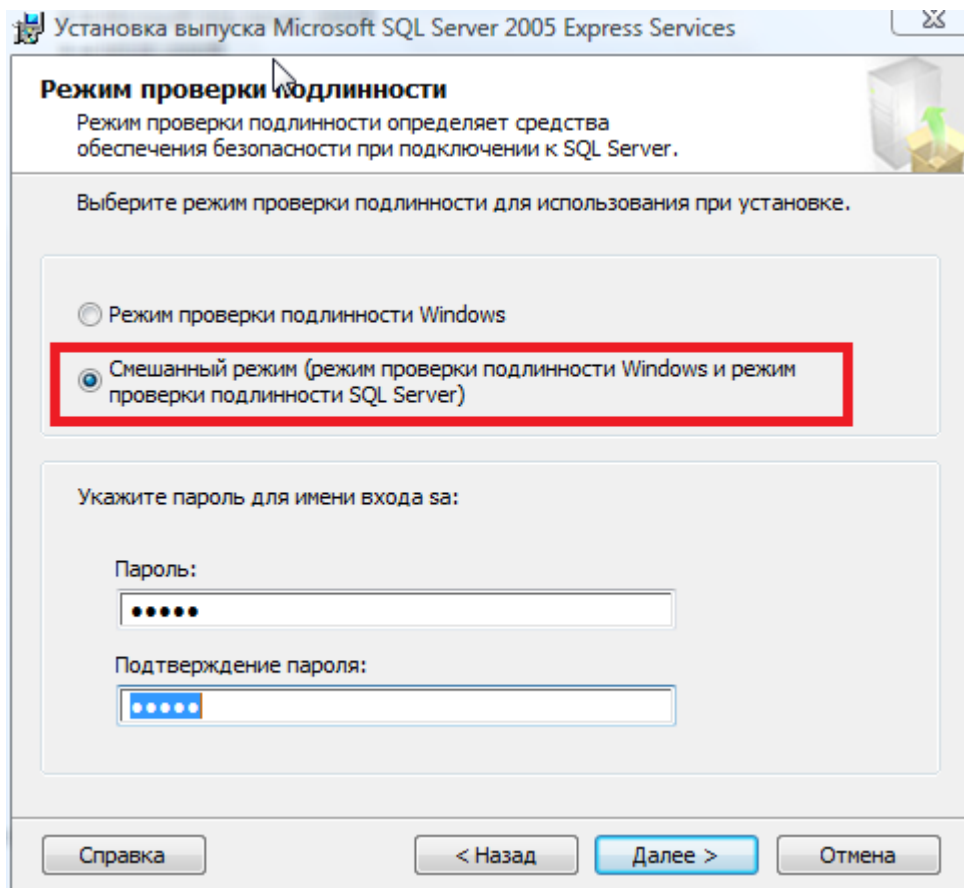 Установка выпуска Microsoft SQL Server 2005 Express Services
Режим проверки подлинности
Режим проверки подлинности определяет средства
обеспечения безопасности при подключении к SQL Server.
Выберите режим проверки подлинности для использования при установке.
Режим проверки подлинности Windows
Смешанный режим (режим проверки подлинности Windows и режим
проверки подлинности SQL Server)
Укажите пароль для имени входа sa:
Пароль:
•••••
Подтверждение пароля:
•••••
Справка
< Назад
Далее >
Отмена